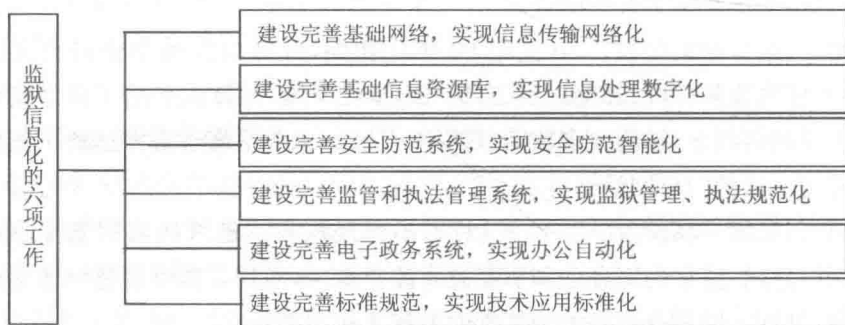 监狱信息化的六项工作
建设完善基础网络，实现信息传输网络化
建设完善基础信息资源库，实现信息处理数字化
建设完善安全防范系统，实现安全防范智能化
建设完善监管和执法管理系统，实现监狱管理、执法规范化
建设完善电子政务系统，实现办公自动化
建设完善标准规范，实现技术应用标准化